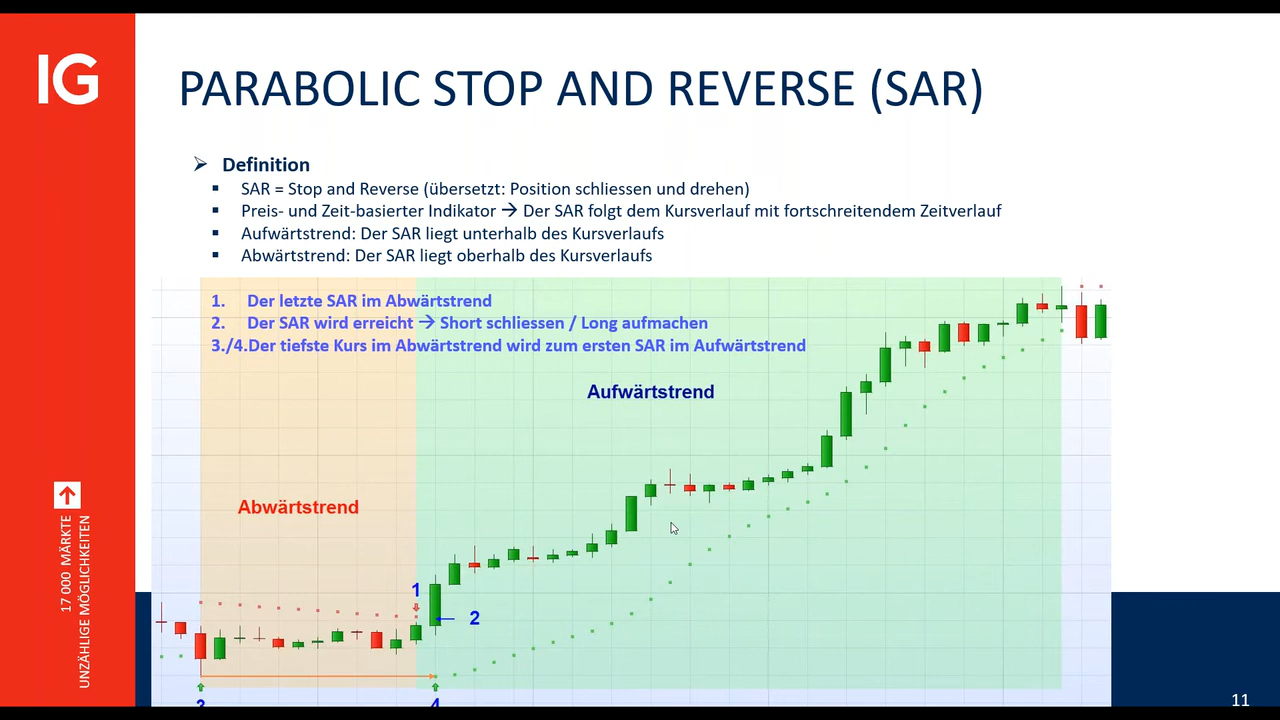 IG
PARABOLIC STOP AND REVERSE (SAR)
Definition
SAR = Stop and Reverse (übersetzt: Position schliessen und drehen)
Preis- und Zeit-basierter Indikator → Der SAR folgt dem Kursverlauf mit fortschreitendem Zeitverlauf
Aufwärtstrend: Der SAR liegt unterhalb des Kursverlaufs
Abwärtstrend: Der SAR liegt oberhalb des Kursverlaufs
1. Der letzte SAR im Abwärtstrend
2. Der SAR wird erreicht → Short schliessen / Long aufmachen
3./4.Der tiefste Kurs im Abwärtstrend wird zum ersten SAR im Aufwärtstrend
Aufwärtstrend
Abwärtstrend
1
2
3
4
17 000 MÄRKTE
UNZÄHLIGE MÖGLICHKEITEN
11